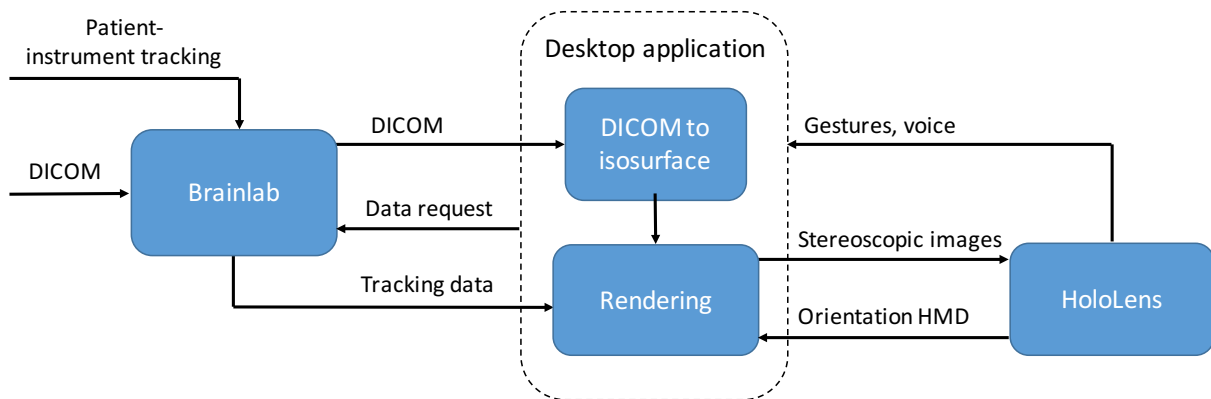 Patient-
instrument tracking
Desktop application
DICOM
DICOM to
isosurface
Gestures, voice
DICOM
Brainlab
Data request
Stereoscopic images
Tracking data
Rendering
HoloLens
Orientation HMD